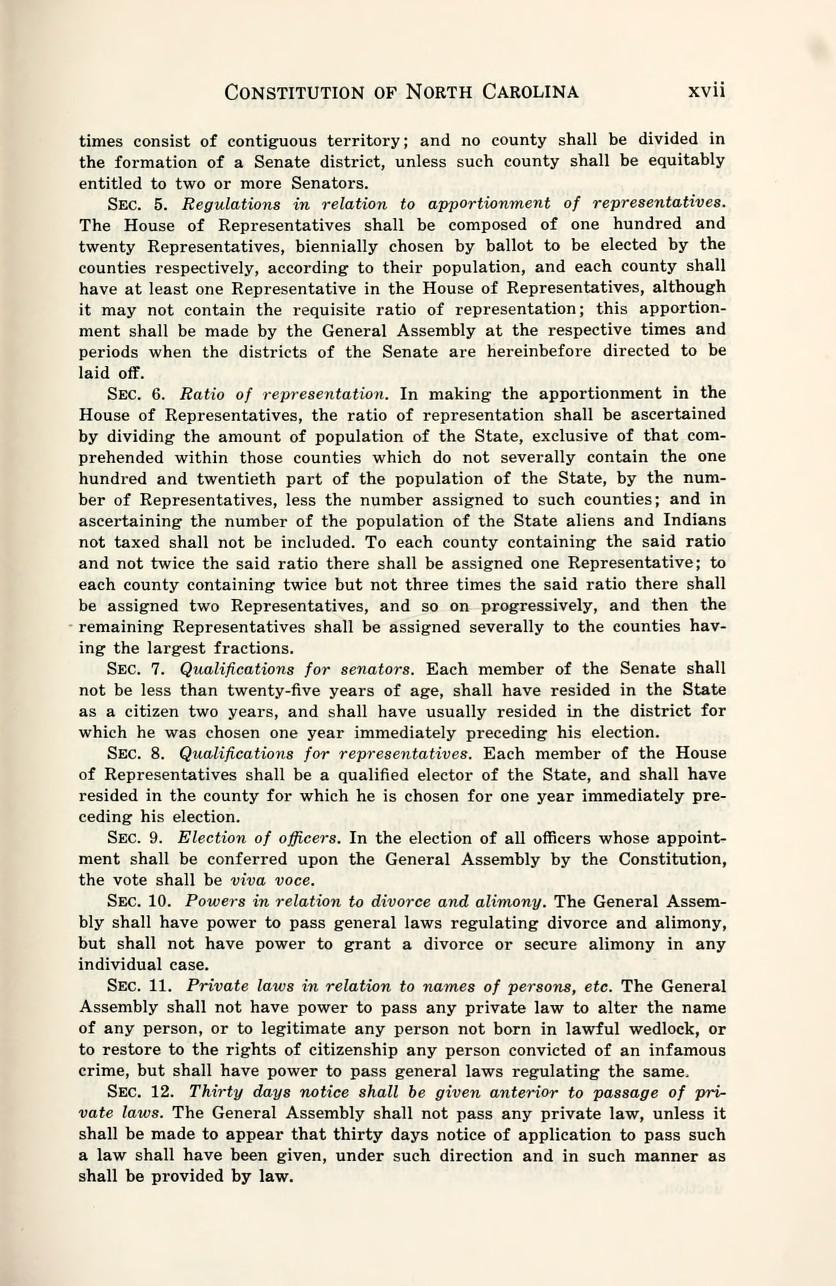 CONSTITUTION OF NORTH CAROLINA xvii
times consist of contiguous territory; and no county shall be divided in
the formation of a Senate district, unless such county shall be equitably
entitled to two or more Senators.
SEC. 5. Regulations in relation to apportionment of representatives.
The House of Representatives shall be composed of one hundred and
twenty Representatives, biennially chosen by ballot to be elected by the
counties respectively, according to their population, and each county shall
have at least one Representative in the House of Representatives, although
it may not contain the requisite ratio of representation; this apportion-
ment shall be made by the General Assembly at the respective times and
periods when the districts of the Senate are hereinbefore directed to be
laid off.
SEC. 6. Ratio of representation. In making the apportionment in the
House of Representatives, the ratio of representation shall be ascertained
by dividing the amount of population of the State, exclusive of that com-
prehended within those counties which do not severally contain the one
hundred and twentieth part of the population of the State, by the num-
ber of Representatives, less the number assigned to such counties; and in
ascertaining the number of the population of the State aliens and Indians
not taxed shall not be included. To each county containing the said ratio
and not twice the said ratio there shall be assigned one Representative; to
each county containing twice but not three times the said ratio there shall
be assigned two Representatives, and so on progressively, and then the
remaining Representatives shall be assigned severally to the counties hav-
ing the largest fractions.
SEC. 7. Qualifications for senators. Each member of the Senate shall
not be less than twenty-five years of age, shall have resided in the State
as a citizen two years, and shall have usually resided in the district for
which he was chosen one year immediately preceding his election.
SEC. 8. Qualifications for representatives. Each member of the House
of Representatives shall be a qualified elector of the State, and shall have
resided in the county for which he is chosen for one year immediately pre-
ceding his election.
SEC. 9. Election of officers. In the election of all officers whose appoint-
ment shall be conferred upon the General Assembly by the Constitution,
the vote shall be viva voce.
SEC. 10. Powers in relation to divorce and alimony. The General Assem-
bly shall have power to pass general laws regulating divorce and alimony,
but shall not have power to grant a divorce or secure alimony in any
individual case.
SEC. 11. Private laws in relation to names of persons, etc. The General
Assembly shall not have power to pass any private law to alter the name
of any person, or to legitimate any person not born in lawful wedlock, or
to restore to the rights of citizenship any person convicted of an infamous
crime, but shall have power to pass general laws regulating the same.
SEC. 12. Thirty days notice shall be given anterior to passage of pri-
vate laws. The General Assembly shall not pass any private law, unless it
shall be made to appear that thirty days notice of application to pass such
a law shall have been given, under such direction and in such manner as
shall be provided by law.